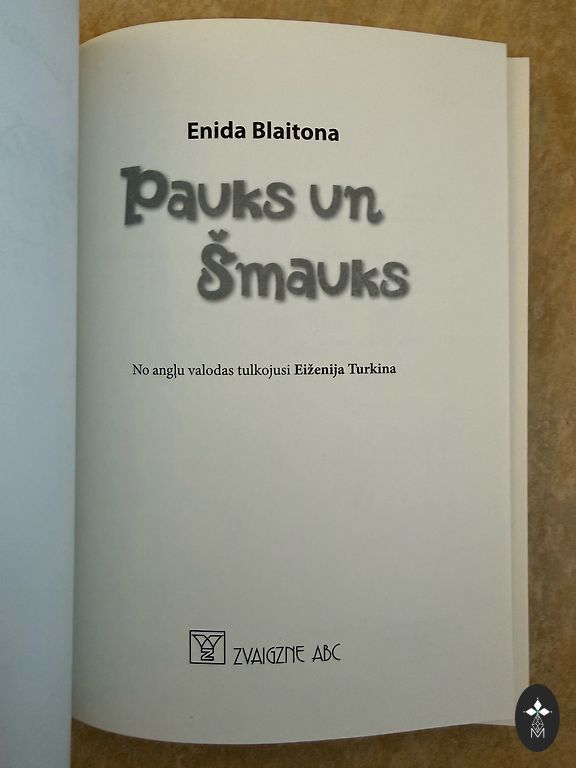 Enida Blaitona
Pauks un
Šmauks
No angļu valodas tulkojusi Eiženija Turkina
ZVAIGZNE ABC